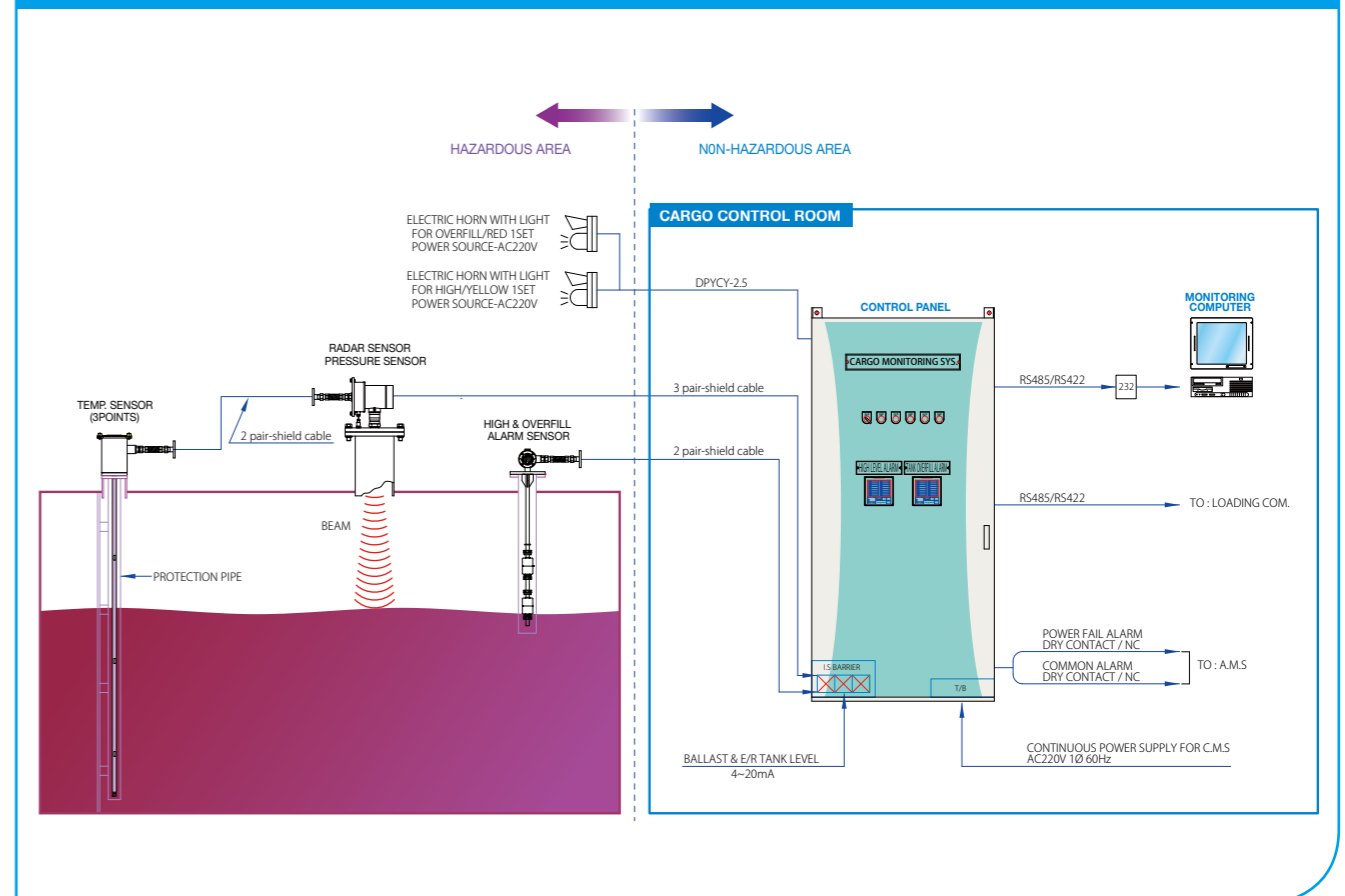 HAZARDOUS AREA
N0N-HAZARDOUS AREA
ELECTRIC HORN WITH LIGHT
FOR OVERFILL/RED 1SET
POWER SOURCE-AC220V
ELECTRIC HORN WITH LIGHT
FOR HIGH/YELLOW 1SET
POWER SOURCE-AC220V
CARGO CONTROL ROOM
DPYCY-2.5
CONTROL PANEL
MONITORING
COMPUTER
CARGO MONITORING SYS.
RS485/RS422
232
RADAR SENSOR
PRESSURE SENSOR
3 pair-shield cable
TEMP. SENSOR
(3POINTS)
2 pair-shield cable
HIGH & OVERFILL
ALARM SENSOR
2 pair-shield cable
HIGH LEVEL ALARM
TANK OVERFILL ALARM
RS485/RS422
TO : LOADING COM.
BEAM
PROTECTION PIPE
POWER FAIL ALARM
DRY CONTACT / NC
COMMON ALARM
DRY CONTACT / NC
TO : A.M.S
I.S BARRIER
T/B
BALLAST & E/R TANK LEVEL
4~20mA
CONTINUOUS POWER SUPPLY FOR C.M.S
AC220V 1Ø 60Hz